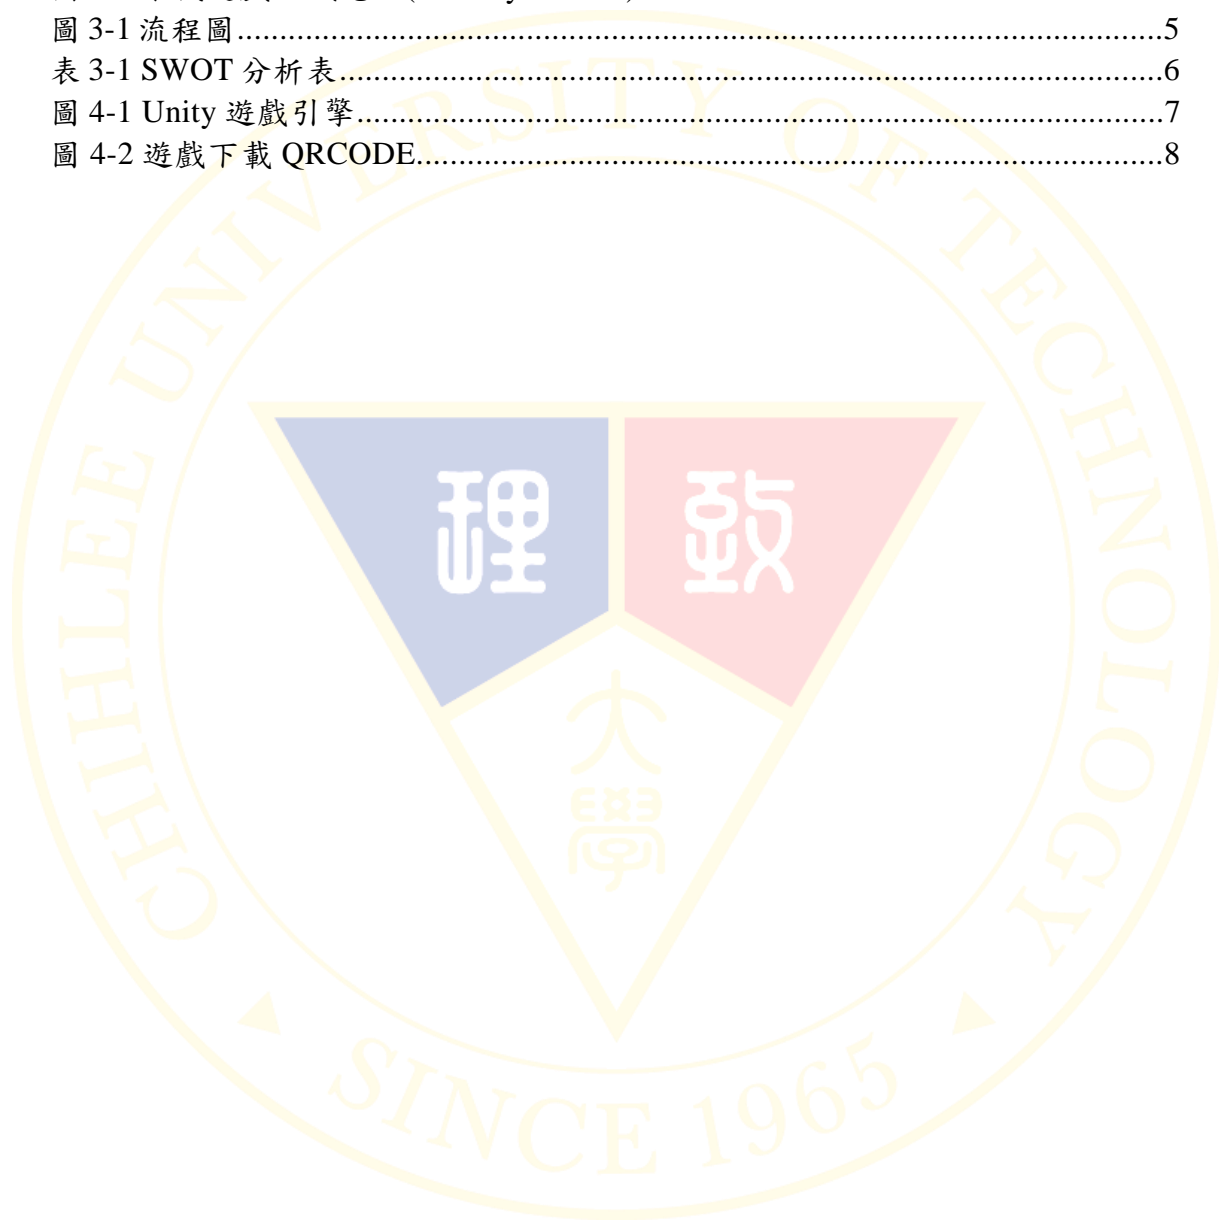 圖 3-1 流程圖..........................................................................................................................5
表 3-1 SWOT 分析表.............................................................................................................6
圖 4-1 Unity 遊戲引擎...........................................................................................................7
圖 4-2 遊戲下載 QRCODE....................................................................................................8
CHIHLEE UNIVERSITY OF TECHNOLOGY
理 致
大
學
SINCE 1965